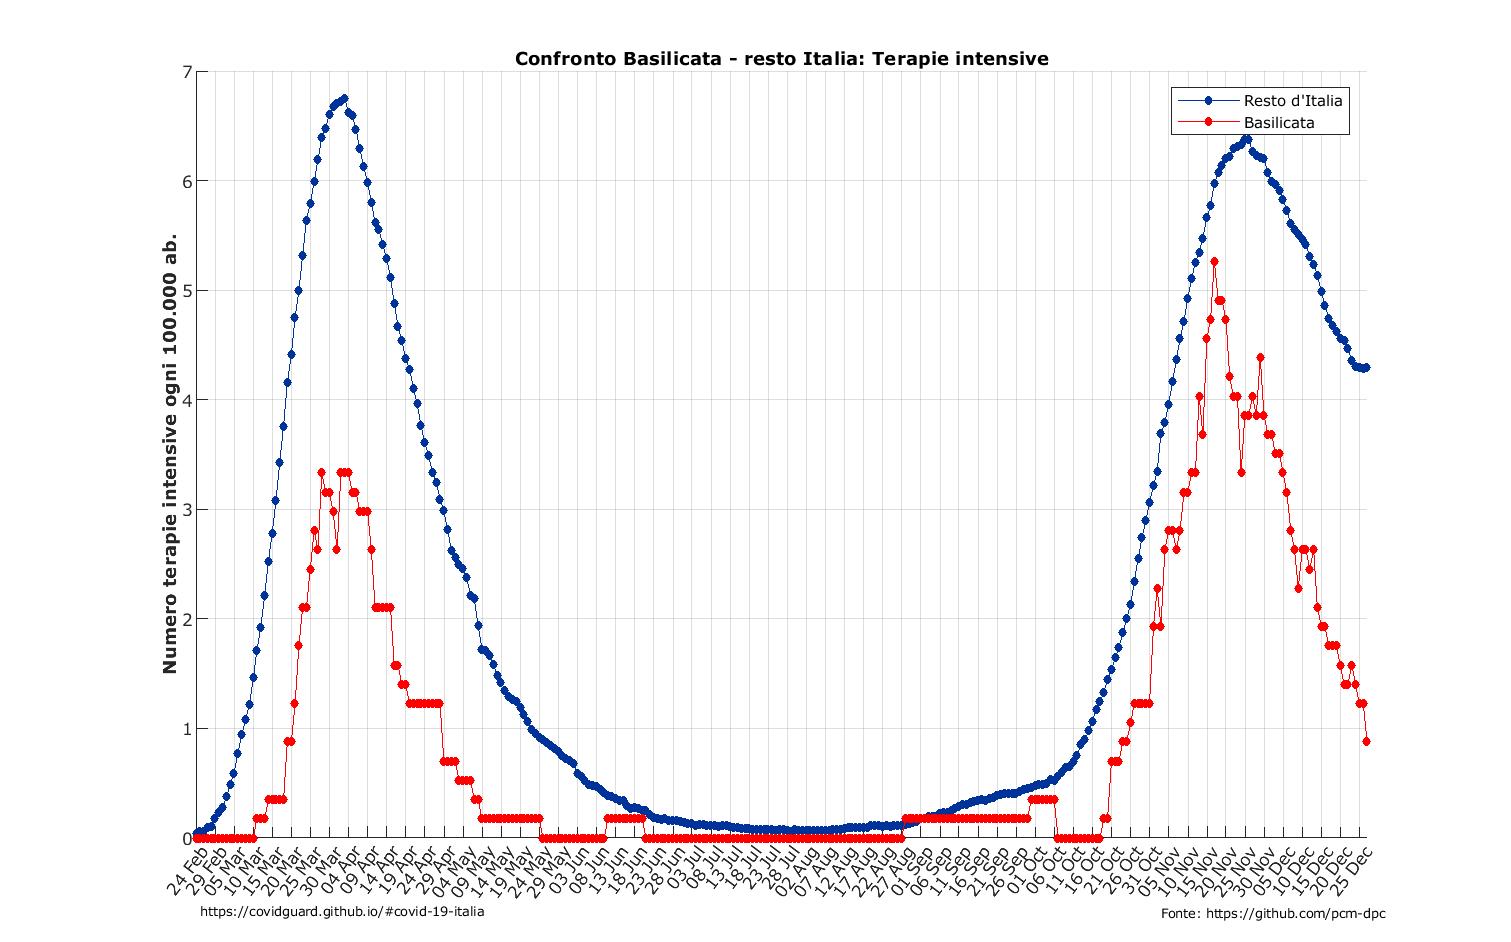 Confronto Basilicata - resto Italia: Terapie intensive
Resto d'Italia
Basilicata
Numero terapie intensive ogni 100.000 ab.
7
6
5
4
3
2
1
0
24 Feb
29 Feb
05 Mar
10 Mar
15 Mar
20 Mar
25 Mar
30 Mar
04 Apr
09 Apr
14 Apr
19 Apr
24 Apr
29 Apr
04 May
09 May
14 May
19 May
24 May
29 May
03 Jun
08 Jun
13 Jun
18 Jun
23 Jun
28 Jun
03 Jul
08 Jul
13 Jul
18 Jul
23 Jul
28 Jul
02 Aug
07 Aug
12 Aug
17 Aug
22 Aug
27 Aug
01 Sep
06 Sep
11 Sep
16 Sep
21 Sep
26 Sep
01 Oct
06 Oct
11 Oct
16 Oct
21 Oct
26 Oct
31 Oct
05 Nov
10 Nov
15 Nov
20 Nov
25 Nov
30 Nov
05 Dec
10 Dec
15 Dec
20 Dec
25 Dec
https://covidguard.github.io/#covid-19-italia
Fonte: https://github.com/pcm-dpc